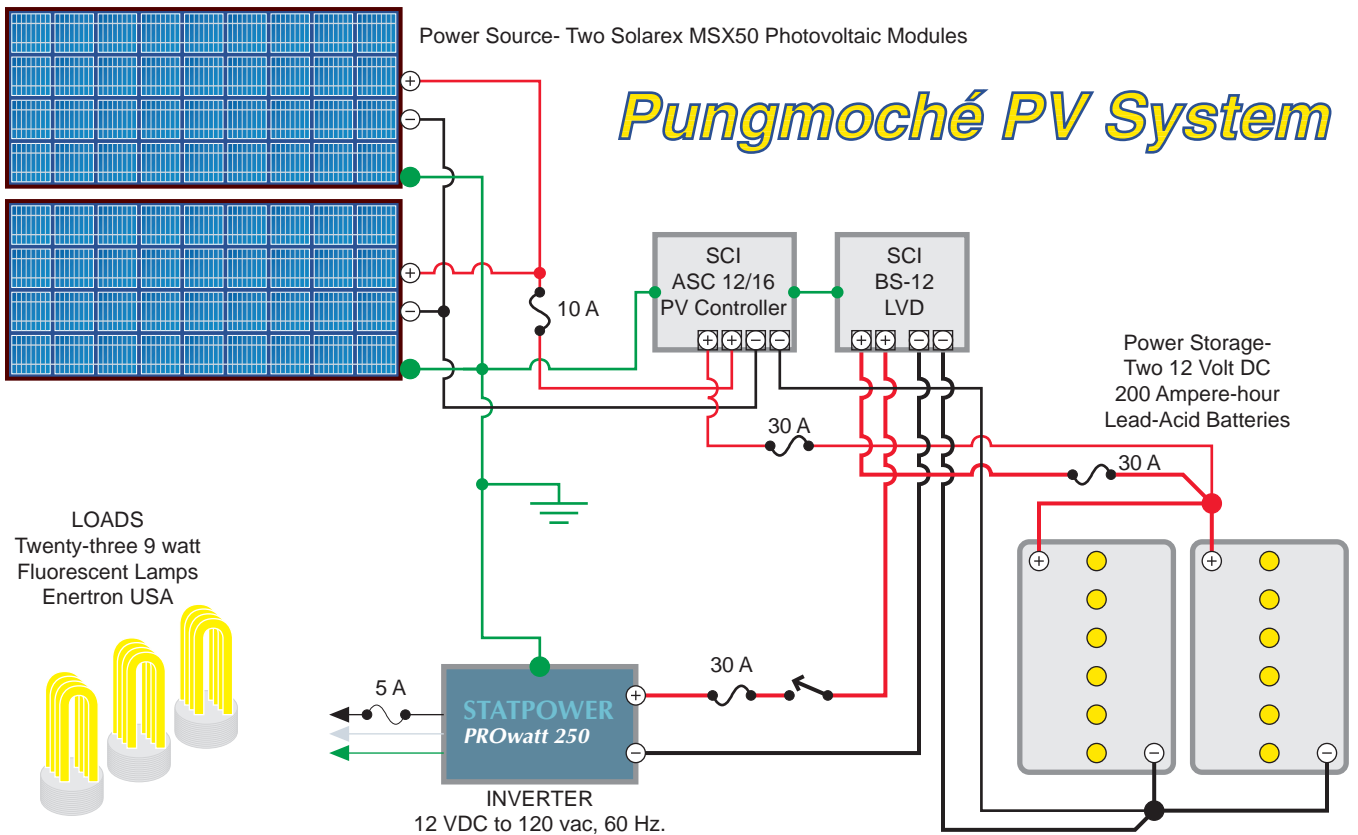 Power Source- Two Solarex MSX50 Photovoltaic Modules
Pungmoché PV System
+
−
+
−
10 A
SCI
ASC 12/16
PV Controller
+ + − −
SCI
BS-12
LVD
+ + − −
Power Storage-
Two 12 Volt DC
200 Ampere-hour
Lead-Acid Batteries
30 A
30 A
LOADS
Twenty-three 9 watt
Fluorescent Lamps
Enertron USA
+
+
30 A
5 A
+
STATPOWER
PROwatt 250
−
−
−
INVERTER
12 VDC to 120 vac, 60 Hz.